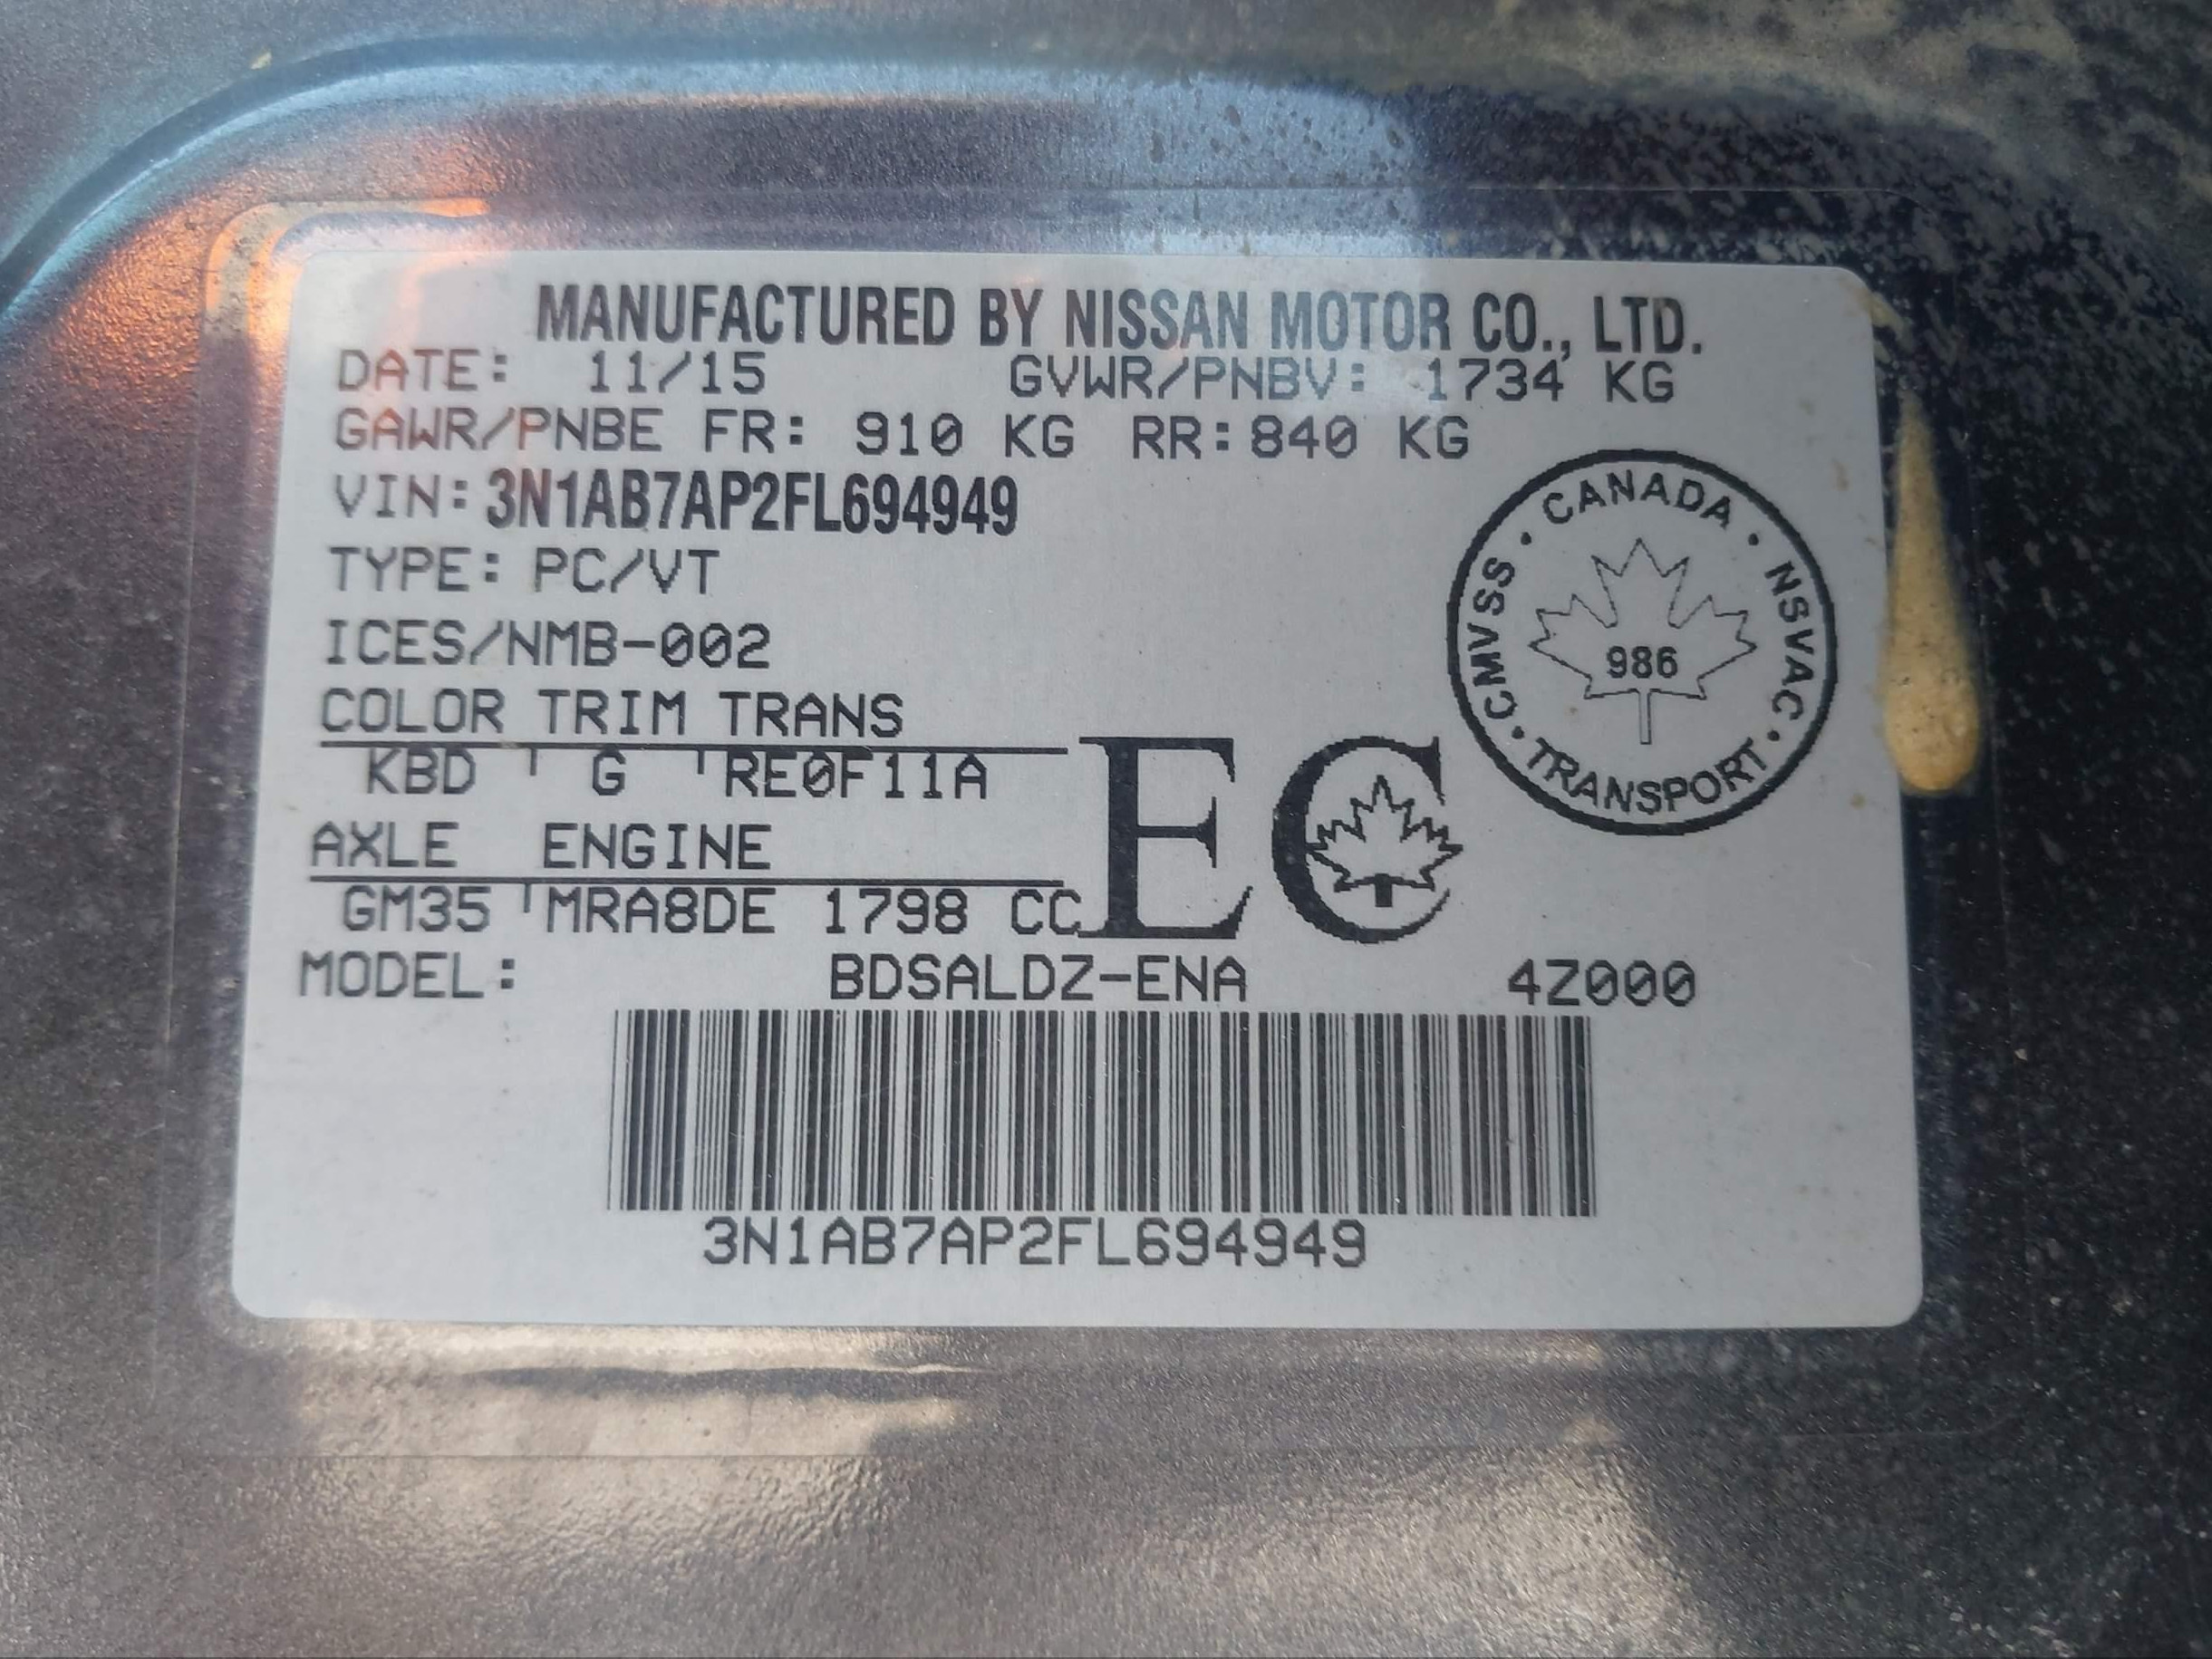 MANUFACTURED BY NISSAN MOTOR CO., LTD.
DATE: 11/15 GVWR/PNBV: 1734 KG
GAWR/PNBE FR: 910 KG RR: 840 KG
VIN: 3N1AB7AP2FL694949
TYPE: PC/VT
ICES/NMB-002
COLOR TRIM TRANS
KBD G RE0F11A
AXLE ENGINE
GM35 MRA8DE 1798 CC
EC
CANADA · NSVAC · TRANSPORT · CMVSS ·
986
MODEL: BDSALDZ-ENA 4Z000
3N1AB7AP2FL694949